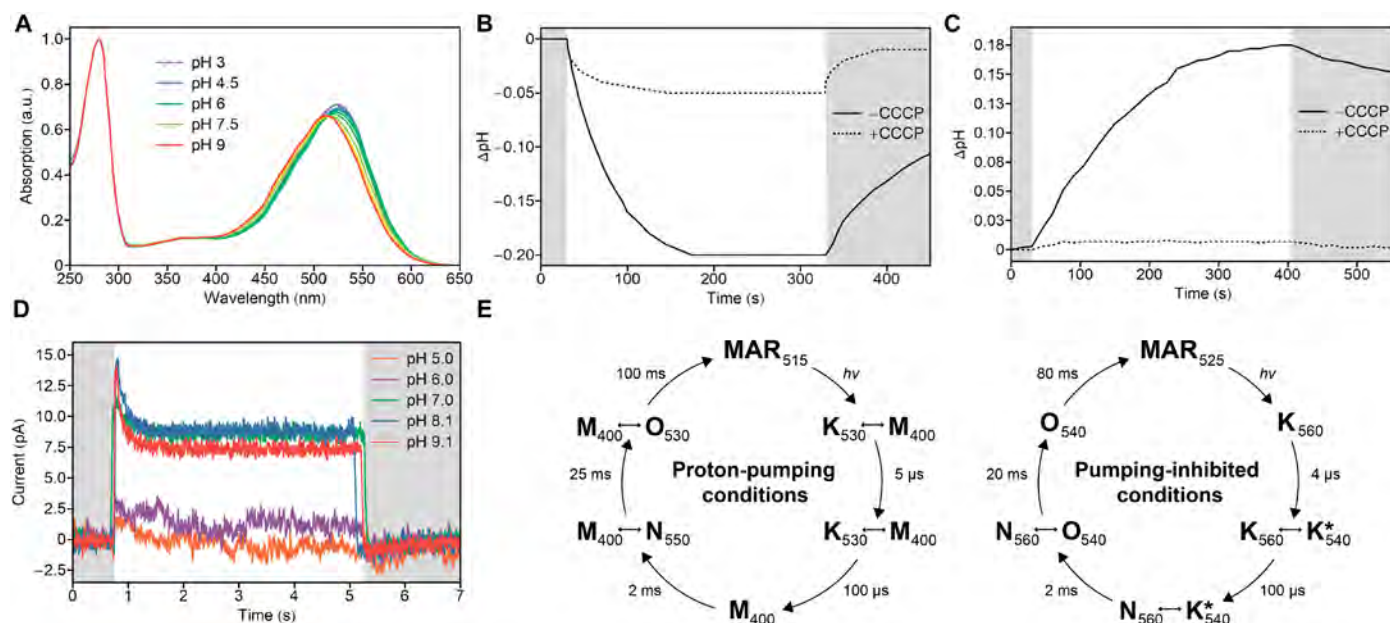 A
Absorption (a.u.)
1.0
0.8
0.6
0.4
0.2
0
250 300 350 400 450 500 550 600 650
Wavelength (nm)
pH 3
pH 4.5
pH 6
pH 7.5
pH 9
B
ΔpH
0
−0.05
−0.10
−0.15
−0.20
0 100 200 300 400
Time (s)
−CCCP
+CCCP
C
ΔpH
0.18
0.15
0.13
0.10
0.08
0.05
0.03
0
0 100 200 300 400 500
Time (s)
−CCCP
+CCCP
D
Current (pA)
15.0
12.5
10.0
7.5
5.0
2.5
0
−2.5
0 1 2 3 4 5 6 7
Time (s)
pH 5.0
pH 6.0
pH 7.0
pH 8.1
pH 9.1
E
MAR515
100 ms hν
M400 O530 K530 M400
25 ms Proton-pumping conditions 5 µs
M400 N550 K530 M400
2 ms 100 µs
M400
MAR525
80 ms hν
O540 K560
20 ms Pumping-inhibited conditions 4 µs
N560 O540 K560 K*540
2 ms 100 µs
N560 K*540